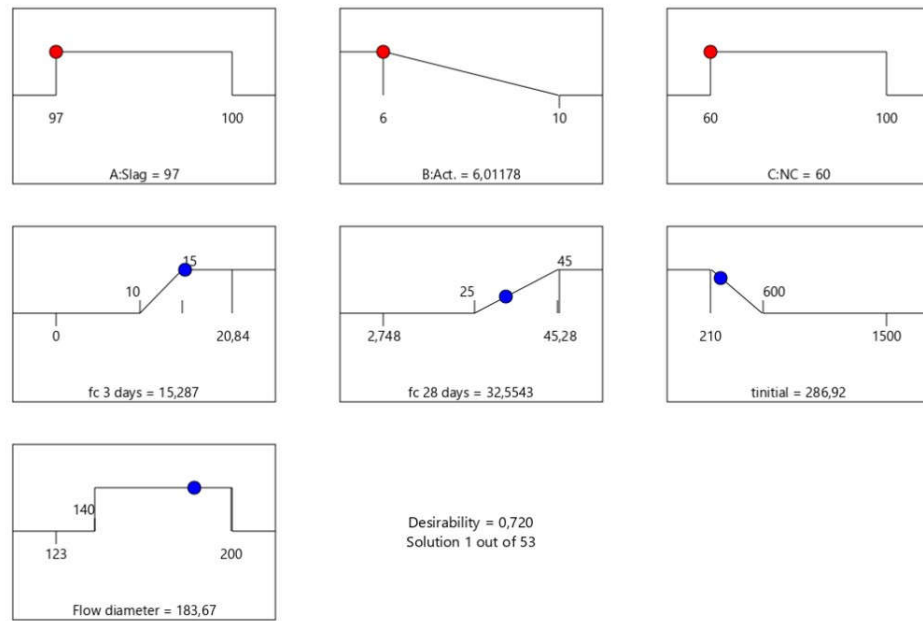 97
100
A:Slag = 97
6
10
B:Act. = 6,01178
60
100
C:NC = 60
15
10
0
20,84
fc 3 days = 15,287
45
25
2,748
45,28
fc 28 days = 32,5543
600
210
1500
tinitial = 286,92
140
123
200
Flow diameter = 183,67
Desirability = 0,720
Solution 1 out of 53